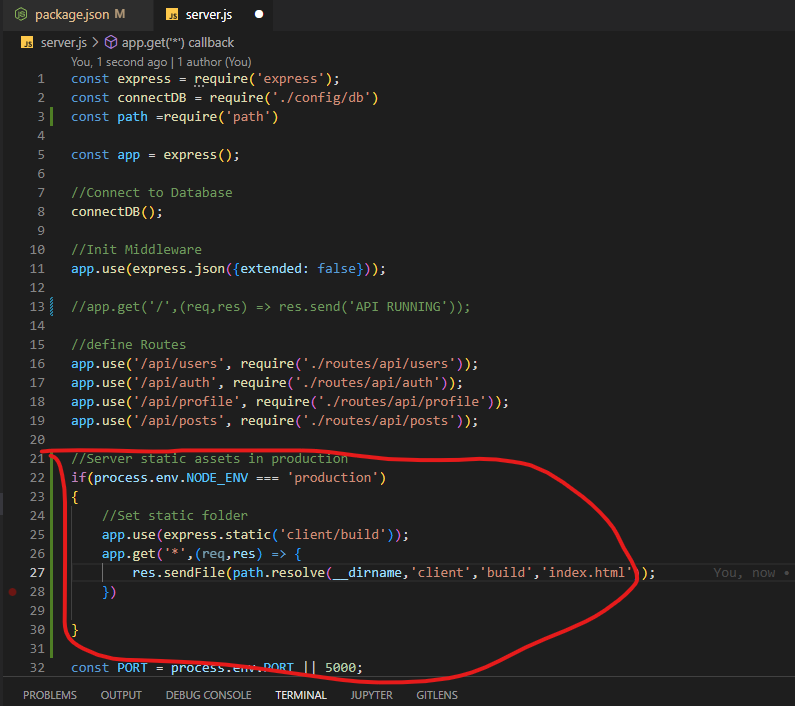 package.json M
JS server.js
JS server.js > app.get('*') callback
You, 1 second ago | 1 author (You)
1 const express = require('express');
2 const connectDB = require('./config/db')
3 const path =require('path')
4
5 const app = express();
6
7 //Connect to Database
8 connectDB();
9
10 //Init Middleware
11 app.use(express.json({extended: false}));
12
13 //app.get('/',(req,res) => res.send('API RUNNING'));
14
15 //define Routes
16 app.use('/api/users', require('./routes/api/users'));
17 app.use('/api/auth', require('./routes/api/auth'));
18 app.use('/api/profile', require('./routes/api/profile'));
19 app.use('/api/posts', require('./routes/api/posts'));
20
21 //Server static assets in production
22 if(process.env.NODE_ENV === 'production')
23 {
24 //Set static folder
25 app.use(express.static('client/build'));
26 app.get('*',(req,res) => {
27 res.sendFile(path.resolve(__dirname,'client','build','index.html')); You, now •
28 })
29
30 }
31
32 const PORT = process.env.PORT || 5000;
PROBLEMS OUTPUT DEBUG CONSOLE TERMINAL JUPYTER GITLENS